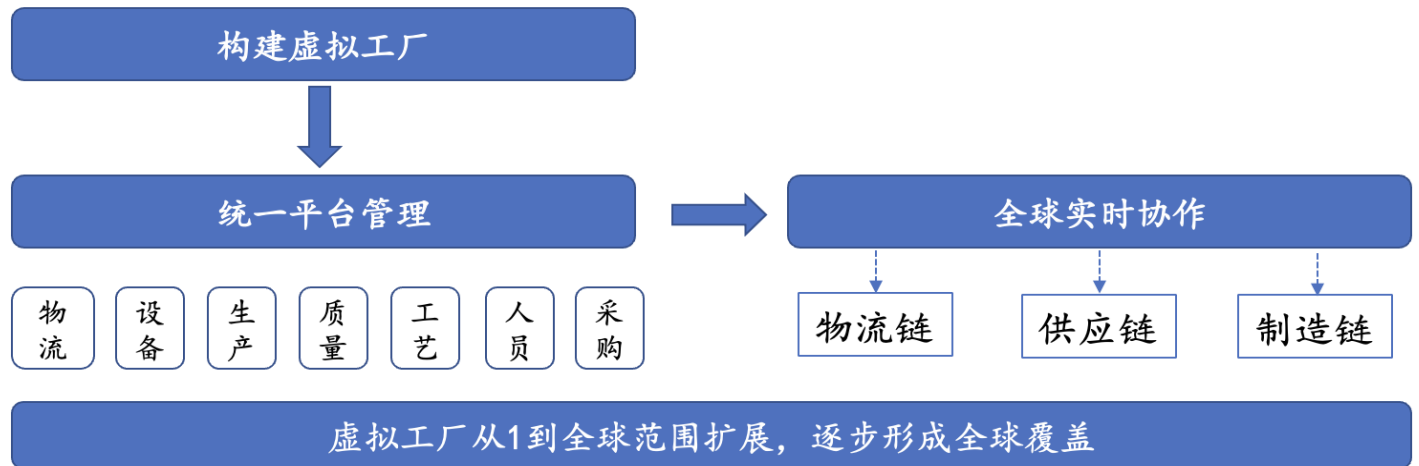 构建虚拟工厂
统一平台管理
全球实时协作
物流
设备
生产
质量
工艺
人员
采购
物流链
供应链
制造链
虚拟工厂从1到全球范围扩展，逐步形成全球覆盖